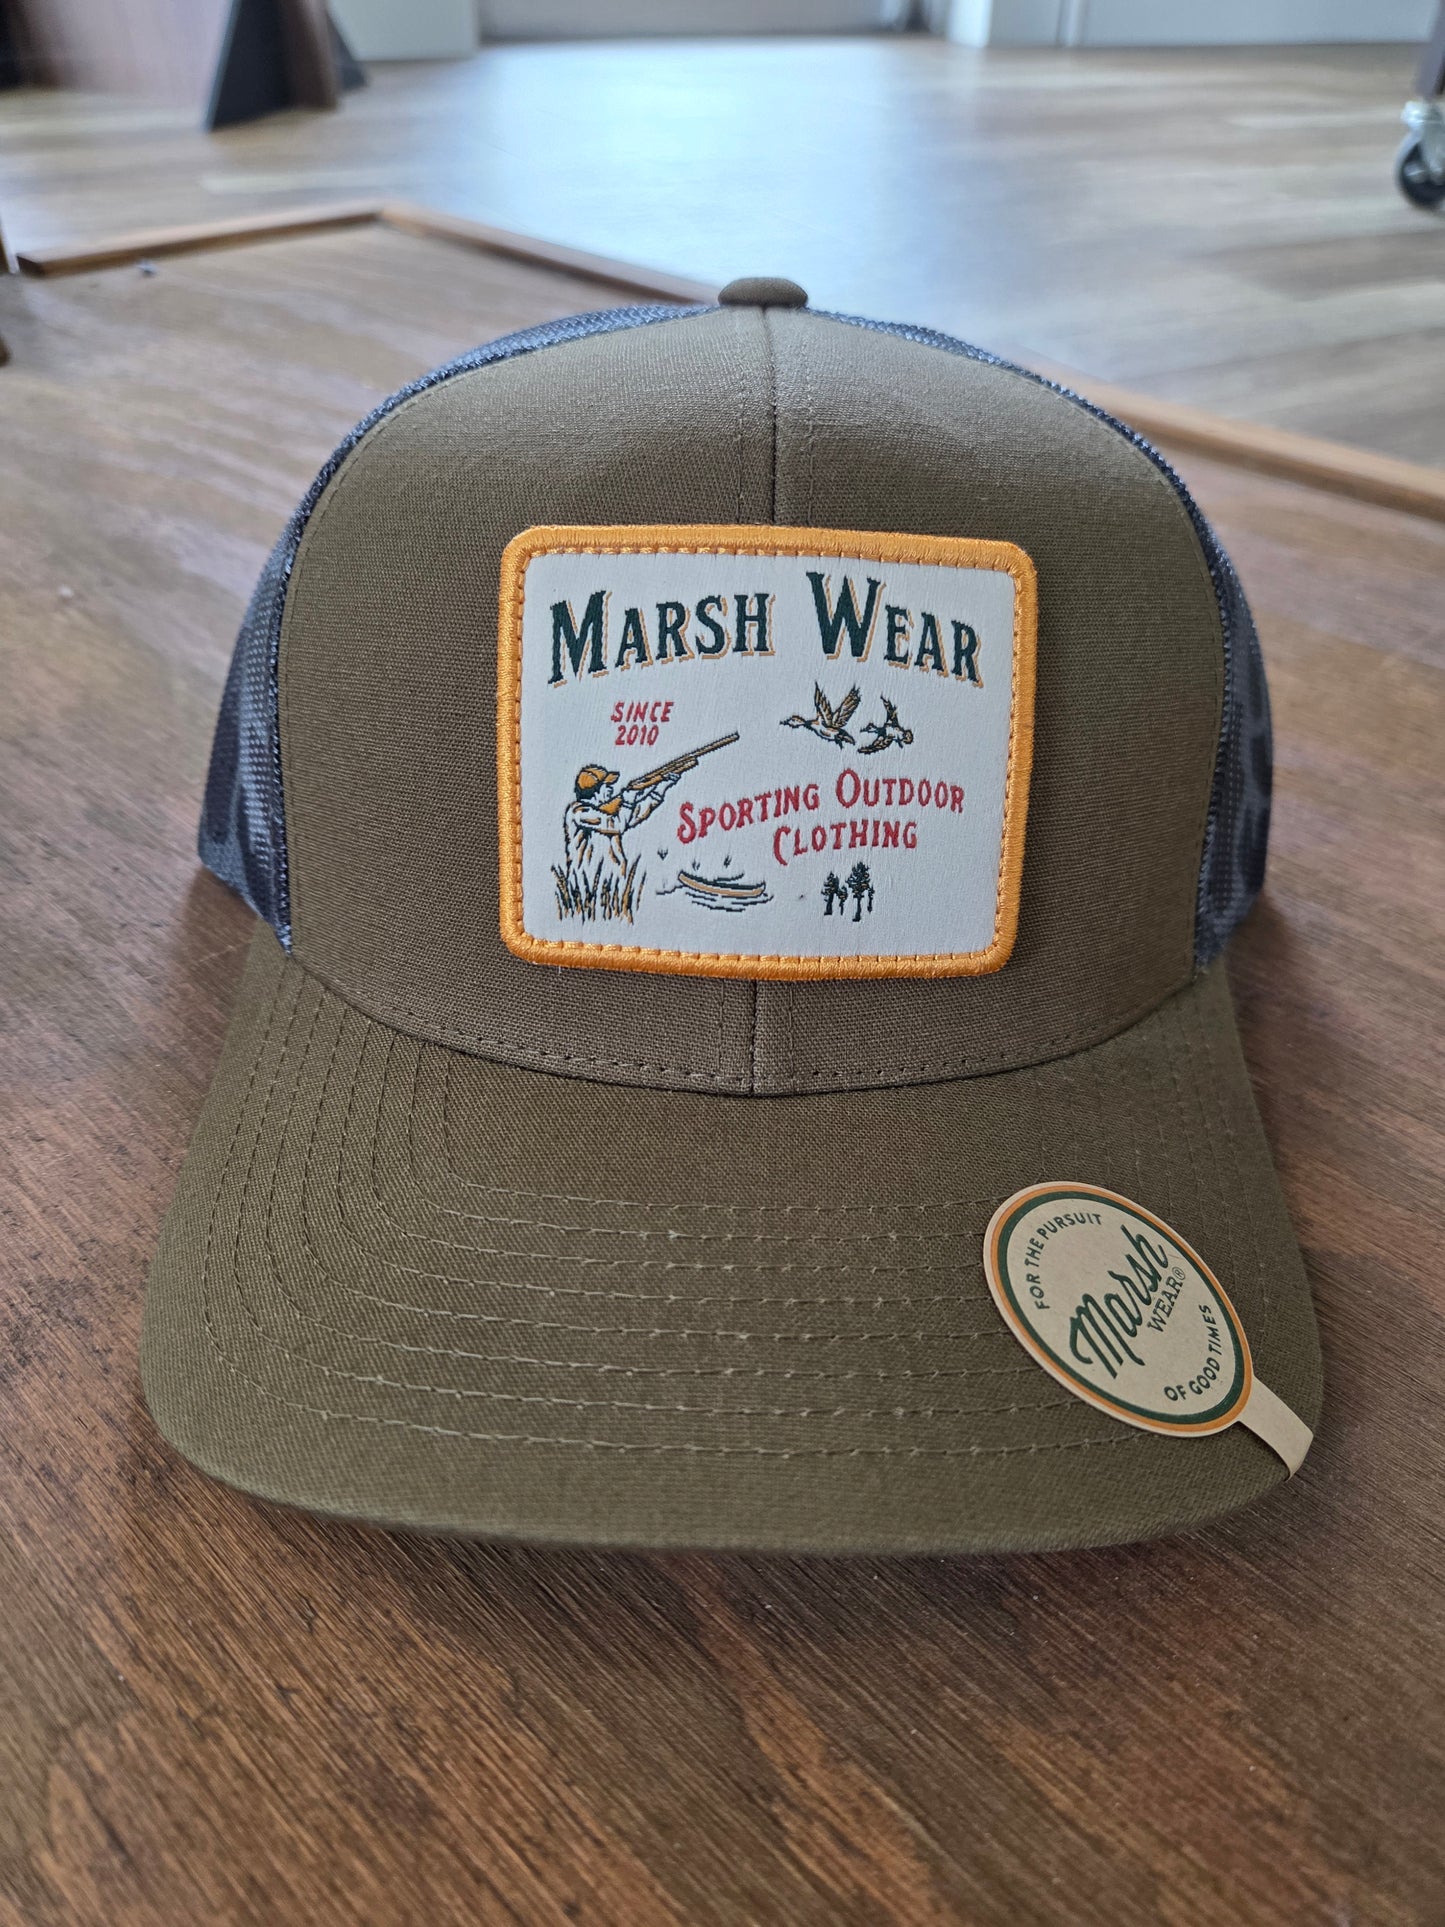 MARSH WEAR
SINCE
2010
SPORTING OUTDOOR
CLOTHING
FOR THE PURSUIT
Marsh
WEAR®
OF GOOD TIMES